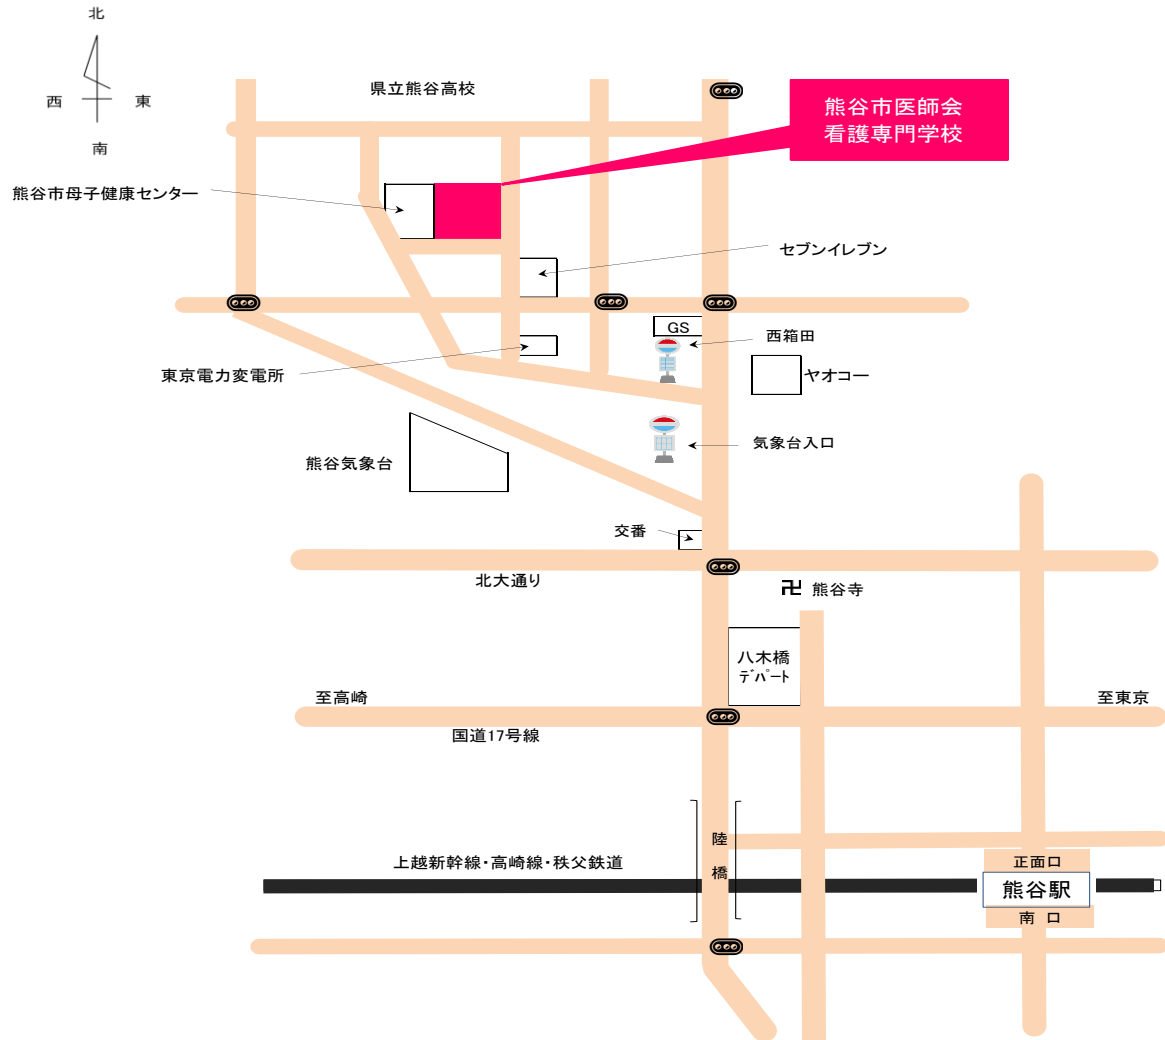 北
西
東
南
県立熊谷高校
熊谷市医師会
看護専門学校
熊谷市母子健康センター
セブンイレブン
GS
西箱田
東京電力変電所
ヤオコー
気象台入口
熊谷気象台
交番
北大通り
卍 熊谷寺
八木橋
デパート
至高崎
至東京
国道17号線
陸橋
上越新幹線・高崎線・秩父鉄道
正面口
熊谷駅
南 口